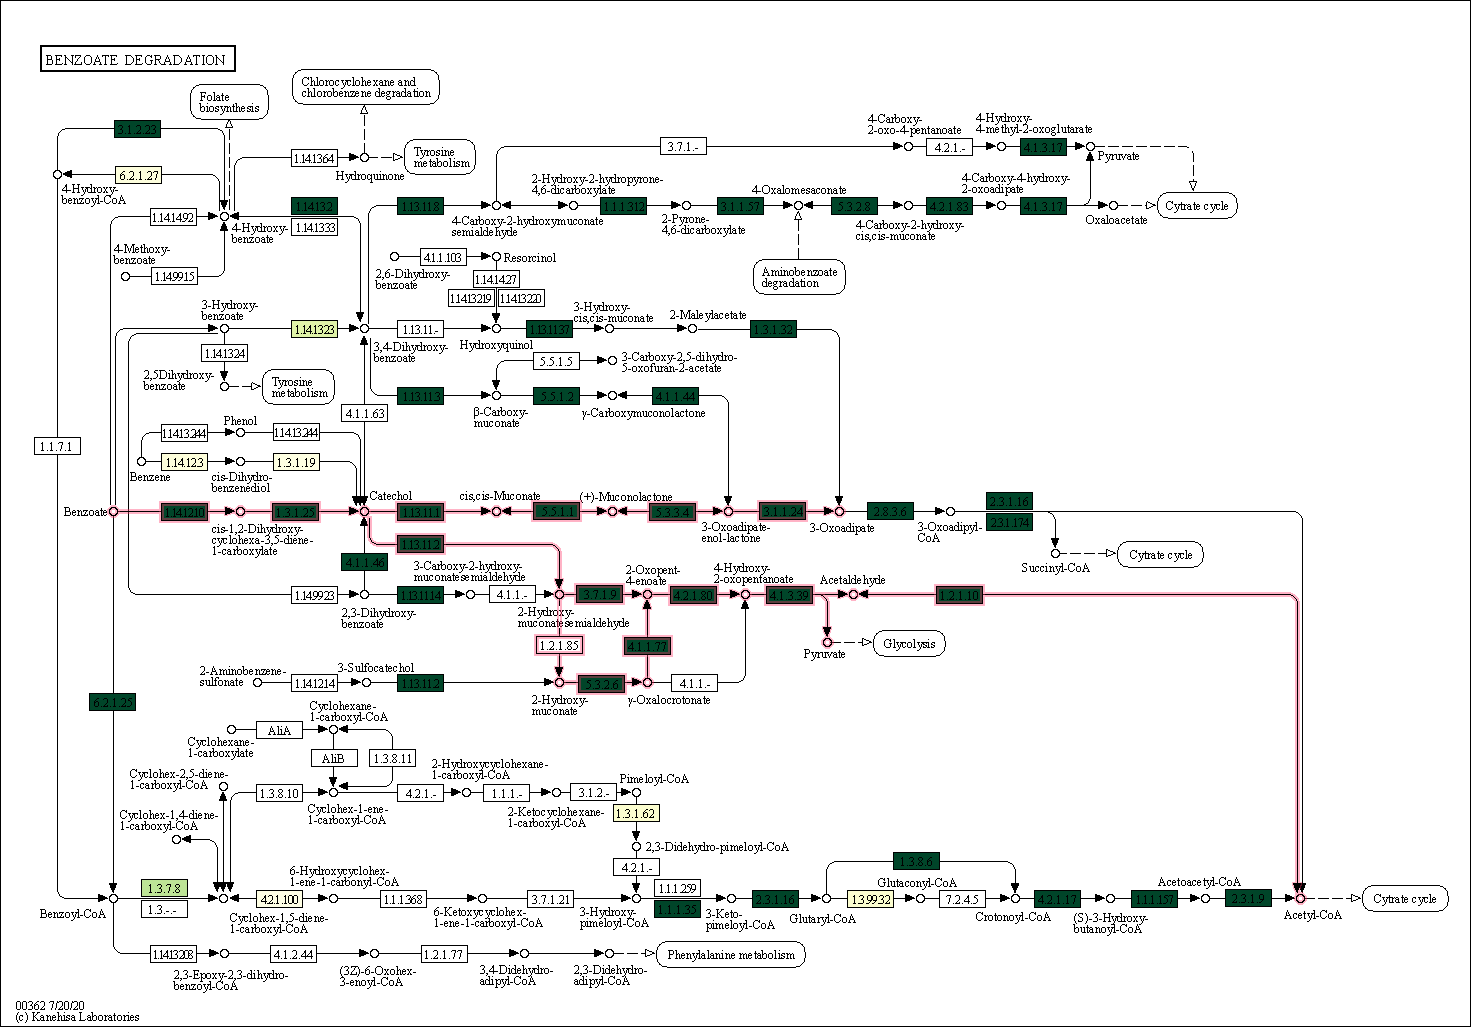 BENZOATE DEGRADATION
Chlorocyclohexane and
chlorobenzene degradation
Folate
biosynthesis
3.1.2.23
1.14.13.64
Hydroquinone
Tyrosine
metabolism
3.7.1.-
4-Carboxy-
2-oxo-4-pentanoate
4.2.1.-
4-Hydroxy-
4-methyl-2-oxoglutarate
4.1.3.17
Pyruvate
6.2.1.27
4-Hydroxy-
benzoyl-CoA
1.14.14.92
4-Hydroxy-
benzoate
1.14.13.2
1.14.13.33
1.13.11.8
4-Carboxy-2-hydroxymuconate
semialdehyde
2-Hydroxy-2-hydropyrone-
4,6-dicarboxylate
1.1.1.312
2-Pyrone-
4,6-dicarboxylate
3.1.1.57
4-Oxalomesaconate
5.3.2.8
4-Carboxy-2-hydroxy-
cis,cis-muconate
4.2.1.83
4-Carboxy-4-hydroxy-
2-oxoadipate
4.1.3.17
Oxaloacetate
Cytrate cycle
4-Methoxy-
benzoate
1.14.99.15
2,6-Dihydroxy-
benzoate
4.1.1.103
Resorcinol
1.14.14.27
1.14.13.219
1.14.13.220
Aminobenzoate
degradation
3-Hydroxy-
benzoate
1.14.13.23
3,4-Dihydroxy-
benzoate
1.13.11.-
Hydroxyquinol
1.13.11.37
3-Hydroxy-
cis,cis-muconate
2-Maleylacetate
1.3.1.32
1.14.13.24
2,5Dihydroxy-
benzoate
Tyrosine
metabolism
5.5.1.5
3-Carboxy-2,5-dihydro-
5-oxofuran-2-acetate
1.13.11.3
β-Carboxy-
muconate
5.5.1.2
γ-Carboxymuconolactone
4.1.1.44
4.1.1.63
Phenol
1.14.13.244
1.14.13.244
1.1.7.1
Benzene
1.14.12.3
cis-Dihydro-
benzenediol
1.3.1.19
Benzoate
1.14.12.10
cis-1,2-Dihydroxy-
cyclohexa-3,5-diene-
1-carboxylate
1.3.1.25
Catechol
1.13.11.1
cis,cis-Muconate
5.5.1.1
(+)-Muconolactone
5.3.3.4
3-Oxoadipate-
enol-lactone
3.1.1.24
3-Oxoadipate
2.8.3.6
3-Oxoadipyl-
CoA
2.3.1.16
2.3.1.174
Succinyl-CoA
Cytrate cycle
1.13.11.2
4.1.1.46
1.14.99.23
2,3-Dihydroxy-
benzoate
1.13.11.14
3-Carboxy-2-hydroxy-
muconatesemialdehyde
4.1.1.-
2-Hydroxy-
muconatesemialdehyde
3.7.1.9
2-Oxopent-
4-enoate
4.2.1.80
4-Hydroxy-
2-oxopentanoate
4.1.3.39
Acetaldehyde
1.2.1.10
Pyruvate
Glycolysis
1.2.1.85
4.1.1.77
2-Aminobenzene-
sulfonate
1.14.12.14
3-Sulfocatechol
1.13.11.2
2-Hydroxy-
muconate
5.3.2.6
γ-Oxalocrotonate
4.1.1.-
6.2.1.25
Cyclohexane-
1-carboxylate
AliA
Cyclohexane-
1-carboxyl-CoA
AliB
1.3.8.11
Cyclohex-2,5-diene-
1-carboxyl-CoA
1.3.8.10
Cyclohex-1-ene-
1-carboxyl-CoA
4.2.1.-
2-Hydroxycyclohexane-
1-carboxyl-CoA
1.1.1.-
2-Ketocyclohexane-
1-carboxyl-CoA
3.1.2.-
Pimeloyl-CoA
1.3.1.62
2,3-Didehydro-pimeloyl-CoA
4.2.1.-
Cyclohex-1,4-diene-
1-carboxyl-CoA
Benzoyl-CoA
1.3.7.8
1.3.-.-
Cyclohex-1,5-diene-
1-carboxyl-CoA
4.2.1.100
6-Hydroxycyclohex-
1-ene-1-carbonyl-CoA
1.1.1.368
6-Ketoxycyclohex-
1-ene-1-carboxyl-CoA
3.7.1.21
3-Hydroxy-
pimeloyl-CoA
1.1.1.259
1.1.1.35
3-Keto-
pimeloyl-CoA
2.3.1.16
Glutaryl-CoA
1.3.8.6
1.3.99.32
Glutaconyl-CoA
7.2.4.5
Crotonoyl-CoA
4.2.1.17
(S)-3-Hydroxy-
butanoyl-CoA
1.1.1.157
Acetoacetyl-CoA
2.3.1.9
Acetyl-CoA
Cytrate cycle
1.14.13.208
2,3-Epoxy-2,3-dihydro-
benzoyl-CoA
4.1.2.44
(3Z)-6-Oxohex-
3-enoyl-CoA
1.2.1.77
3,4-Didehydro-
adipyl-CoA
2,3-Didehydro-
adipyl-CoA
Phenylalanine metabolism
00362 7/20/20
(c) Kanehisa Laboratories